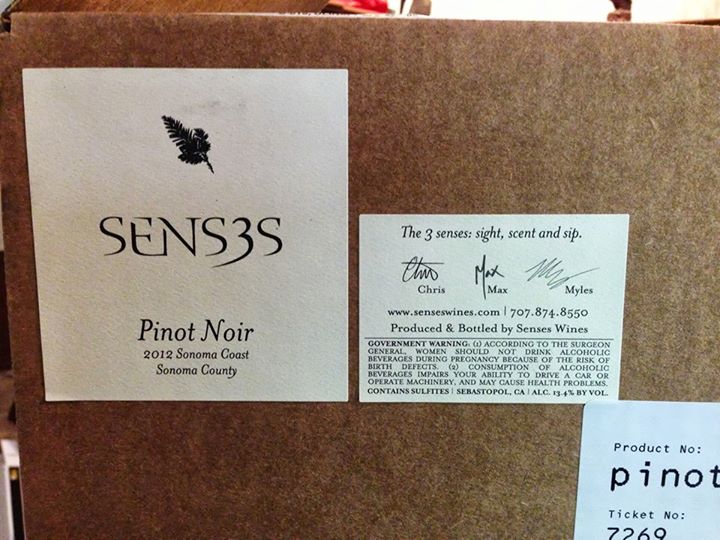 SENS3S
Pinot Noir
2012 Sonoma Coast
Sonoma County
The 3 senses: sight, scent and sip.
Chris Max Myles
www.senseswines.com | 707.874.8550
Produced & Bottled by Senses Wines
GOVERNMENT WARNING: (1) ACCORDING TO THE SURGEON
GENERAL, WOMEN SHOULD NOT DRINK ALCOHOLIC
BEVERAGES DURING PREGNANCY BECAUSE OF THE RISK OF
BIRTH DEFECTS. (2) CONSUMPTION OF ALCOHOLIC
BEVERAGES IMPAIRS YOUR ABILITY TO DRIVE A CAR OR
OPERATE MACHINERY, AND MAY CAUSE HEALTH PROBLEMS.
CONTAINS SULFITES | SEBASTOPOL, CA | ALC. 13.4% BY VOL.
Product No:
pinot
Ticket No:
7269